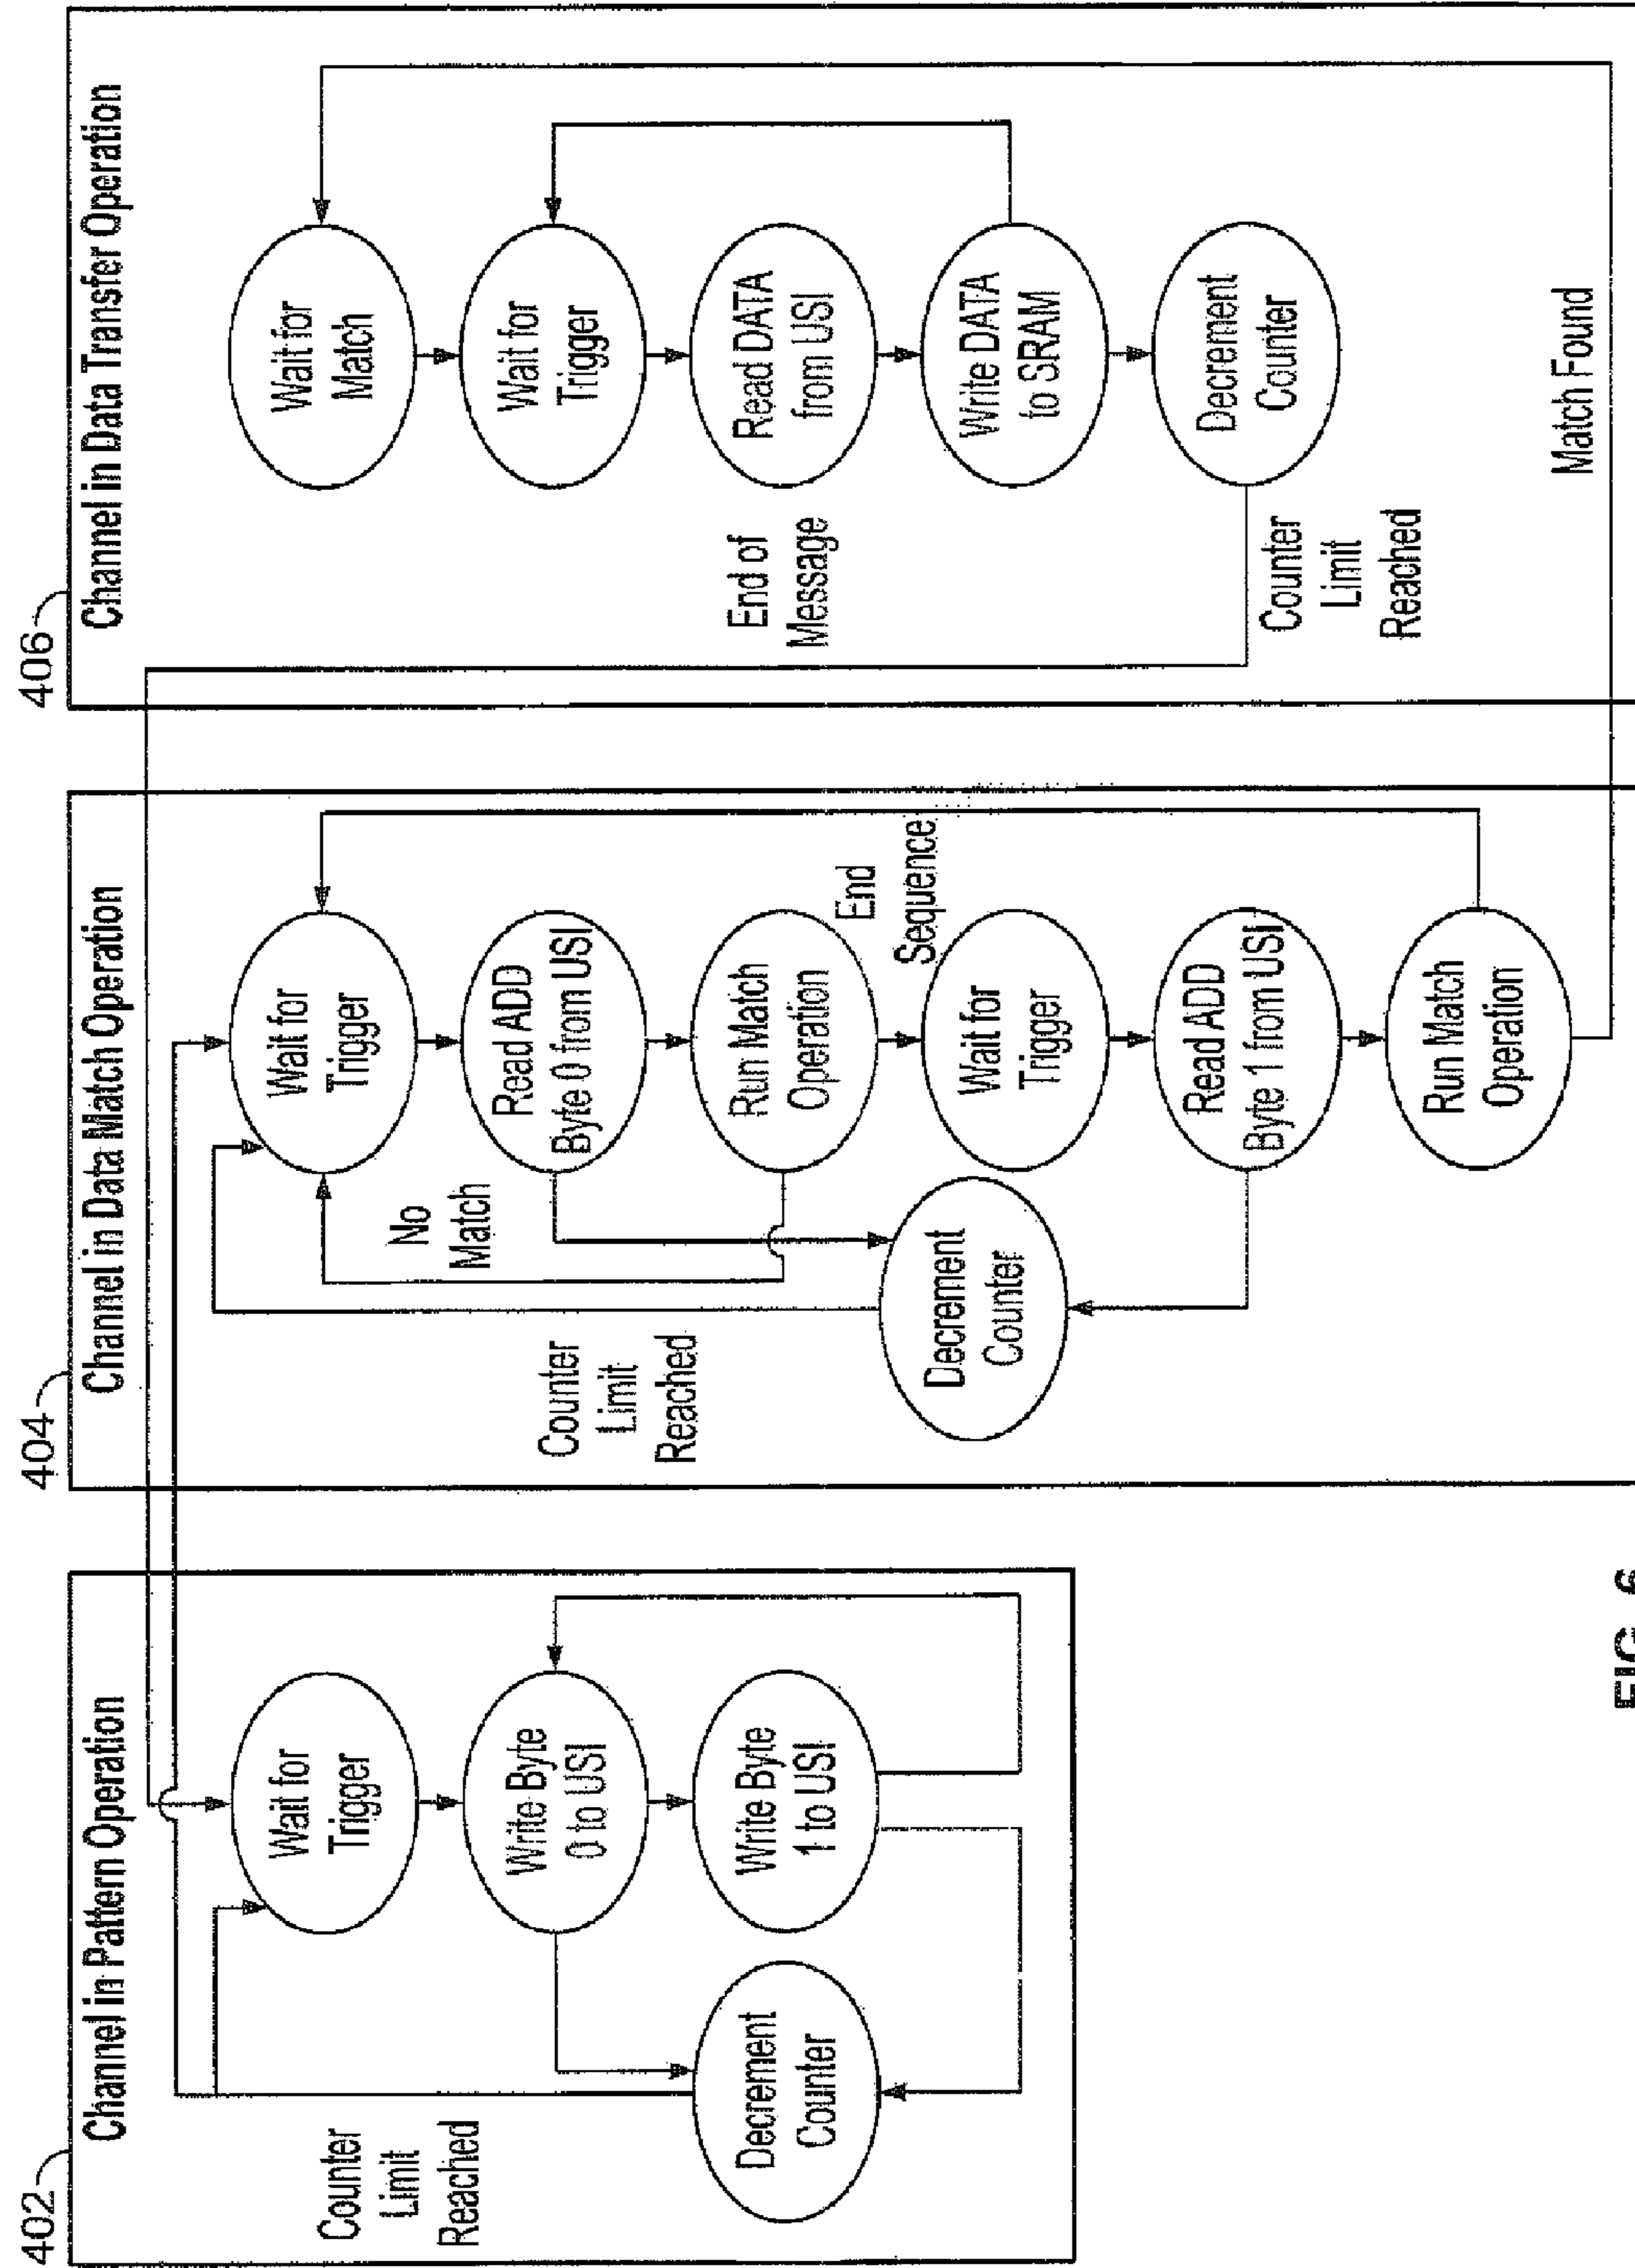 402
Channel in Pattern Operation
Wait for
Trigger
Write Byte
0 to USI
Write Byte
1 to USI
Decrement
Counter
Counter
Limit
Reached
404
Channel in Data Match Operation
Wait for
Trigger
Read ADD
Byte 0 from USI
Run Match
Operation
End
Sequence
Wait for
Trigger
Read ADD
Byte 1 from USI
Run Match
Operation
No
Match
Decrement
Counter
Counter
Limit
Reached
406
Channel in Data Transfer Operation
Wait for
Match
Wait for
Trigger
Read DATA
from USI
Write DATA
to SRAM
Decrement
Counter
End of
Message
Counter
Limit
Reached
Match Found